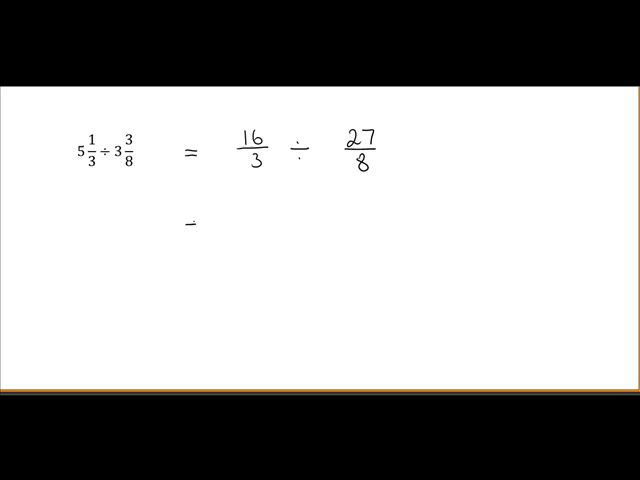 5 1/3 ÷ 3 3/8 = 16/3 ÷ 27/8